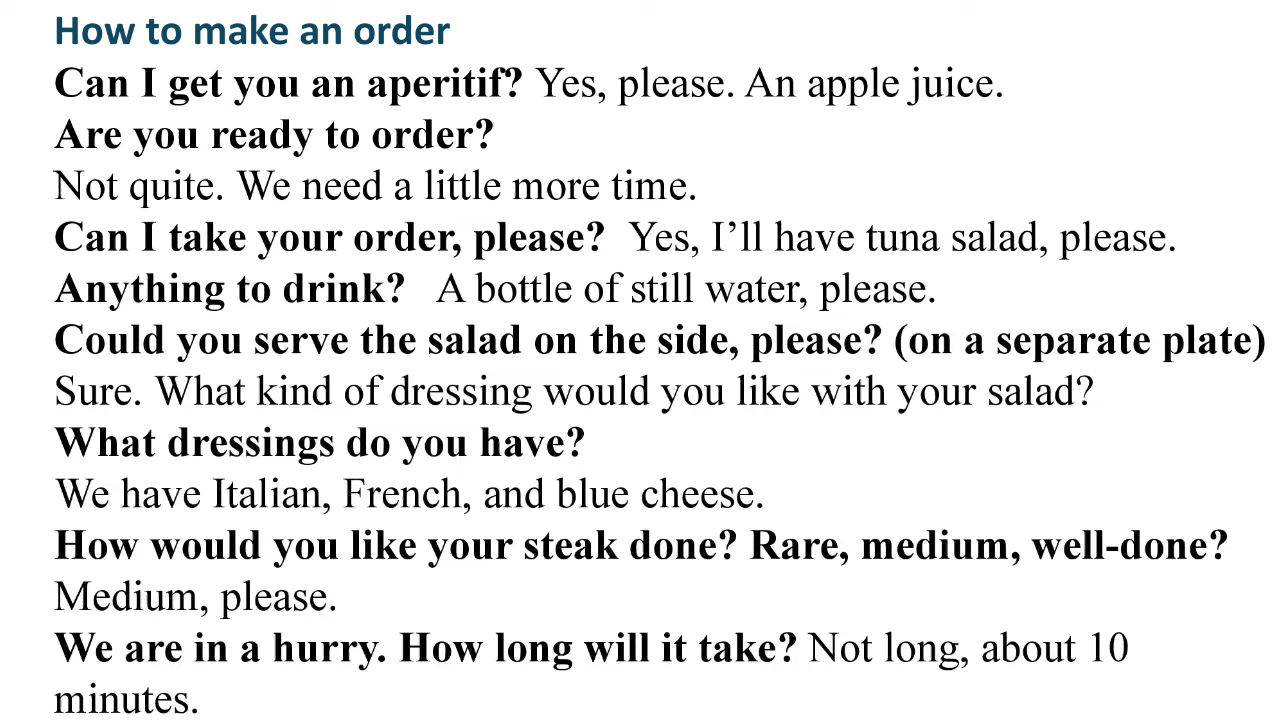 How to make an order
Can I get you an aperitif? Yes, please. An apple juice.
Are you ready to order?
Not quite. We need a little more time.
Can I take your order, please?  Yes, I’ll have tuna salad, please.
Anything to drink?   A bottle of still water, please.
Could you serve the salad on the side, please? (on a separate plate)
Sure. What kind of dressing would you like with your salad?
What dressings do you have?
We have Italian, French, and blue cheese.
How would you like your steak done? Rare, medium, well-done?
Medium, please.
We are in a hurry. How long will it take? Not long, about 10
minutes.